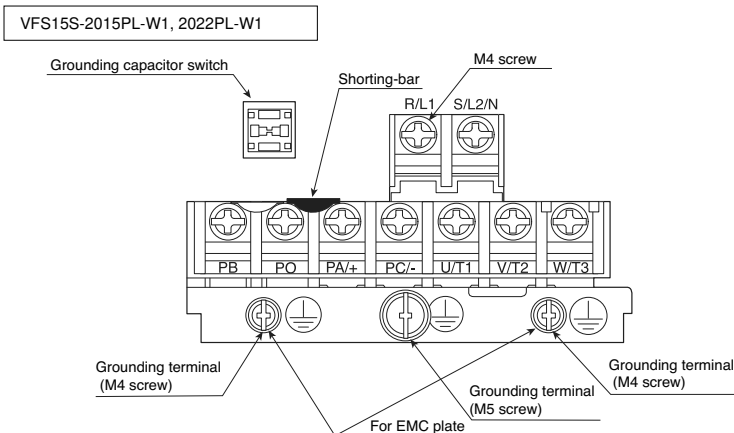 VFS15S-2015PL-W1, 2022PL-W1
Grounding capacitor switch
Shorting-bar
M4 screw
R/L1 S/L2/N
PB PO PA/+ PC/- U/T1 V/T2 W/T3
Grounding terminal
(M4 screw)
For EMC plate
Grounding terminal
(M5 screw)
Grounding terminal
(M4 screw)